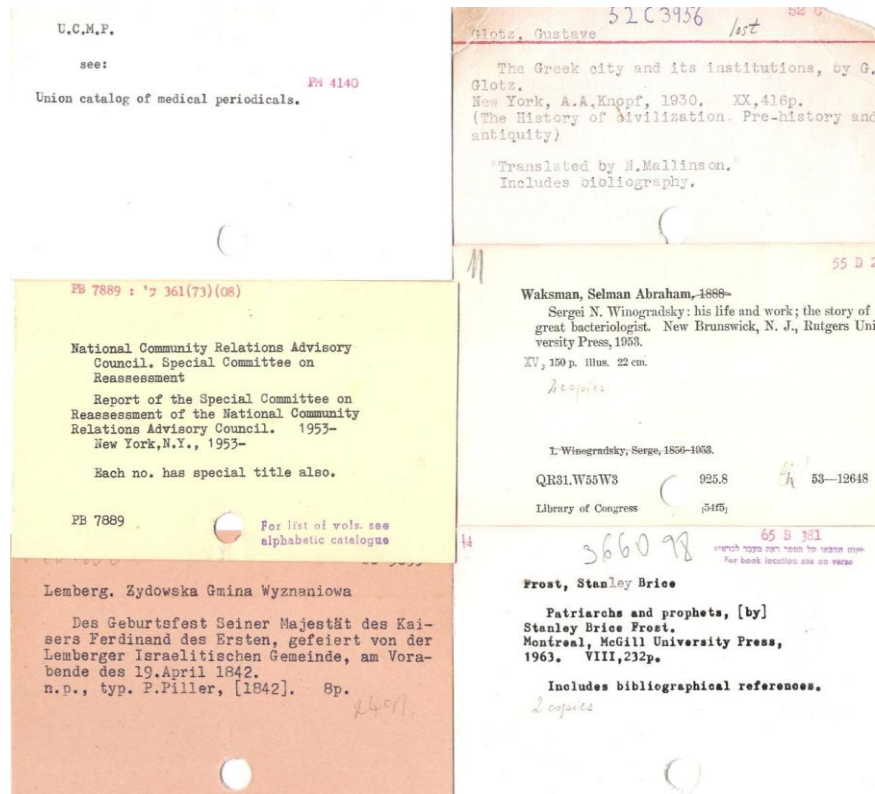 U.C.M.P.
see:
PM 4140
Union catalog of medical periodicals.
52C3956
52 C
Glotz, Gustave
lost
The Greek city and its institutions, by G.
Glotz.
New York, A.A.Knopf, 1930. XX,416p.
(The History of civilization. Pre-history and
antiquity)
"Translated by N.Mallinson."
Includes bibliography.
PB 7889 : 'ק 361(73)(08)
National Community Relations Advisory
Council. Special Committee on
Reassessment
Report of the Special Committee on
Reassessment of the National Community
Relations Advisory Council. 1953-
New York,N.Y., 1953-
Each no. has special title also.
PB 7889
For list of vols. see
alphabetic catalogue
55 D 2
Waksman, Selman Abraham, 1888-
Sergei N. Winogradsky: his life and work; the story of
great bacteriologist. New Brunswick, N. J., Rutgers Uni
versity Press, 1953.
XV, 150 p. illus. 22 cm.
2 copies
1. Winogradsky, Serge, 1856-1953.
QR31.W55W3 925.8 53—12648
Library of Congress [54f5]
Lemberg. Zydowska Gmina Wyznaniowa
Des Geburtsfest Seiner Majestät des Kai-
sers Ferdinand des Ersten, gefeiert von der
Lemberger Israelitischen Gemeinde, am Vora-
bende des 19.April 1842.
n.p., typ. P.Piller, [1842]. 8p.
65 B 381
366098
For book location see on verso
Frost, Stanley Brice
Patriarchs and prophets, [by]
Stanley Brice Frost.
Montreal, McGill University Press,
1963. VIII,232p.
Includes bibliographical references.
2 copies